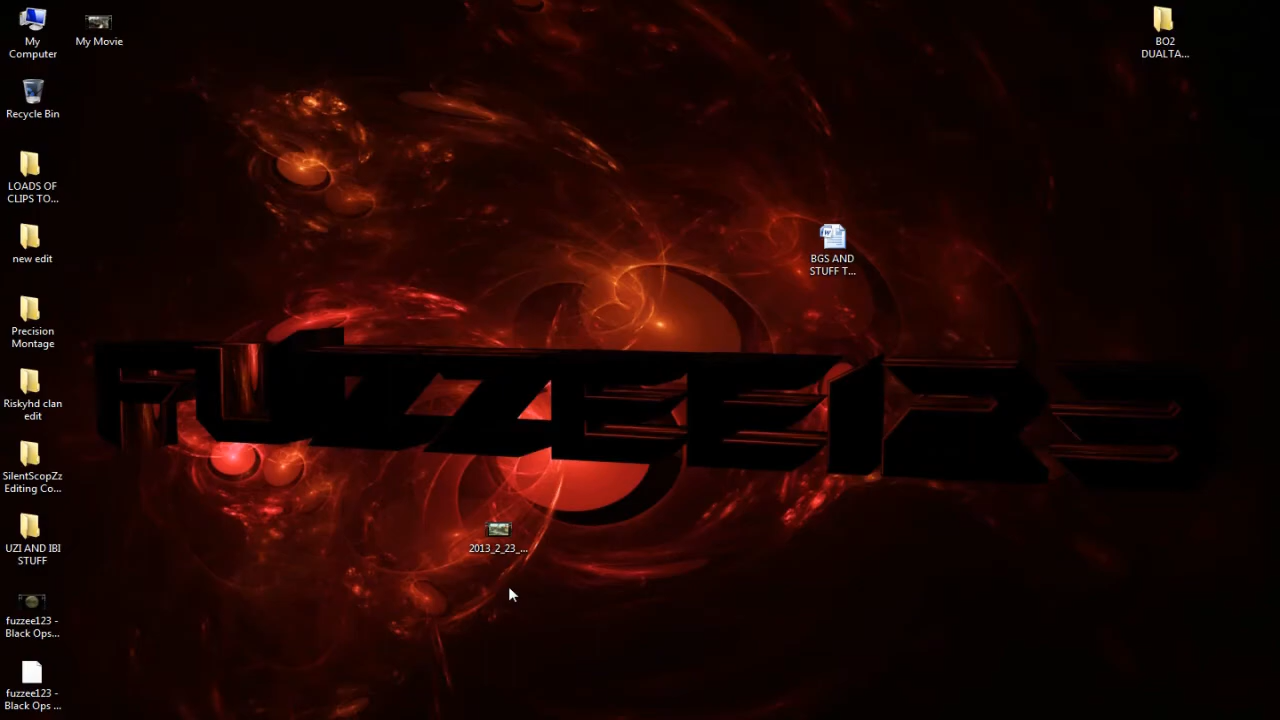 My
Computer
My Movie
BO2
DUALTA...
Recycle Bin
LOADS OF
CLIPS TO...
new edit
BGS AND
STUFF T...
Precision
Montage
FUZZEE123
Riskyhd clan
edit
SilentScopZz
Editing Co...
UZI AND IBI
STUFF
2013_2_23_...
fuzzee123 -
Black Ops...
fuzzee123 -
Black Ops ...